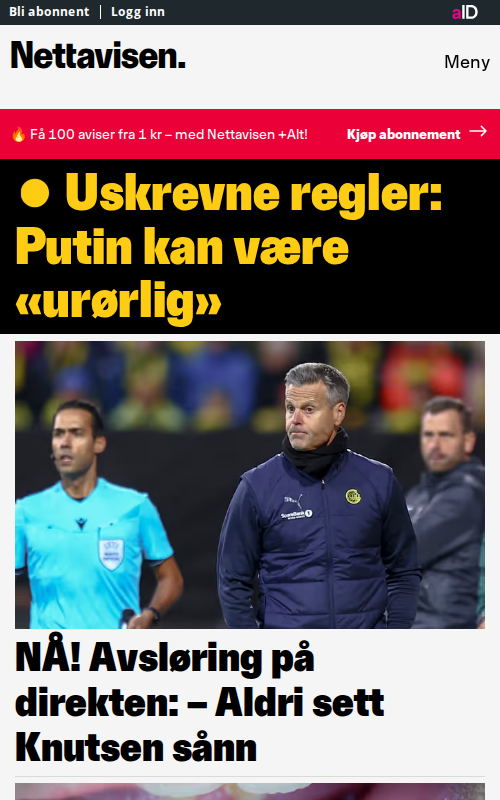 Bli abonnent
Logg inn
aID
Nettavisen.
Meny
🔥 Få 100 aviser fra 1 kr – med Nettavisen +Alt!
Kjøp abonnement →
● Uskrevne regler:
Putin kan være
«urørlig»
NÅ! Avsløring på
direkten: – Aldri sett
Knutsen sånn